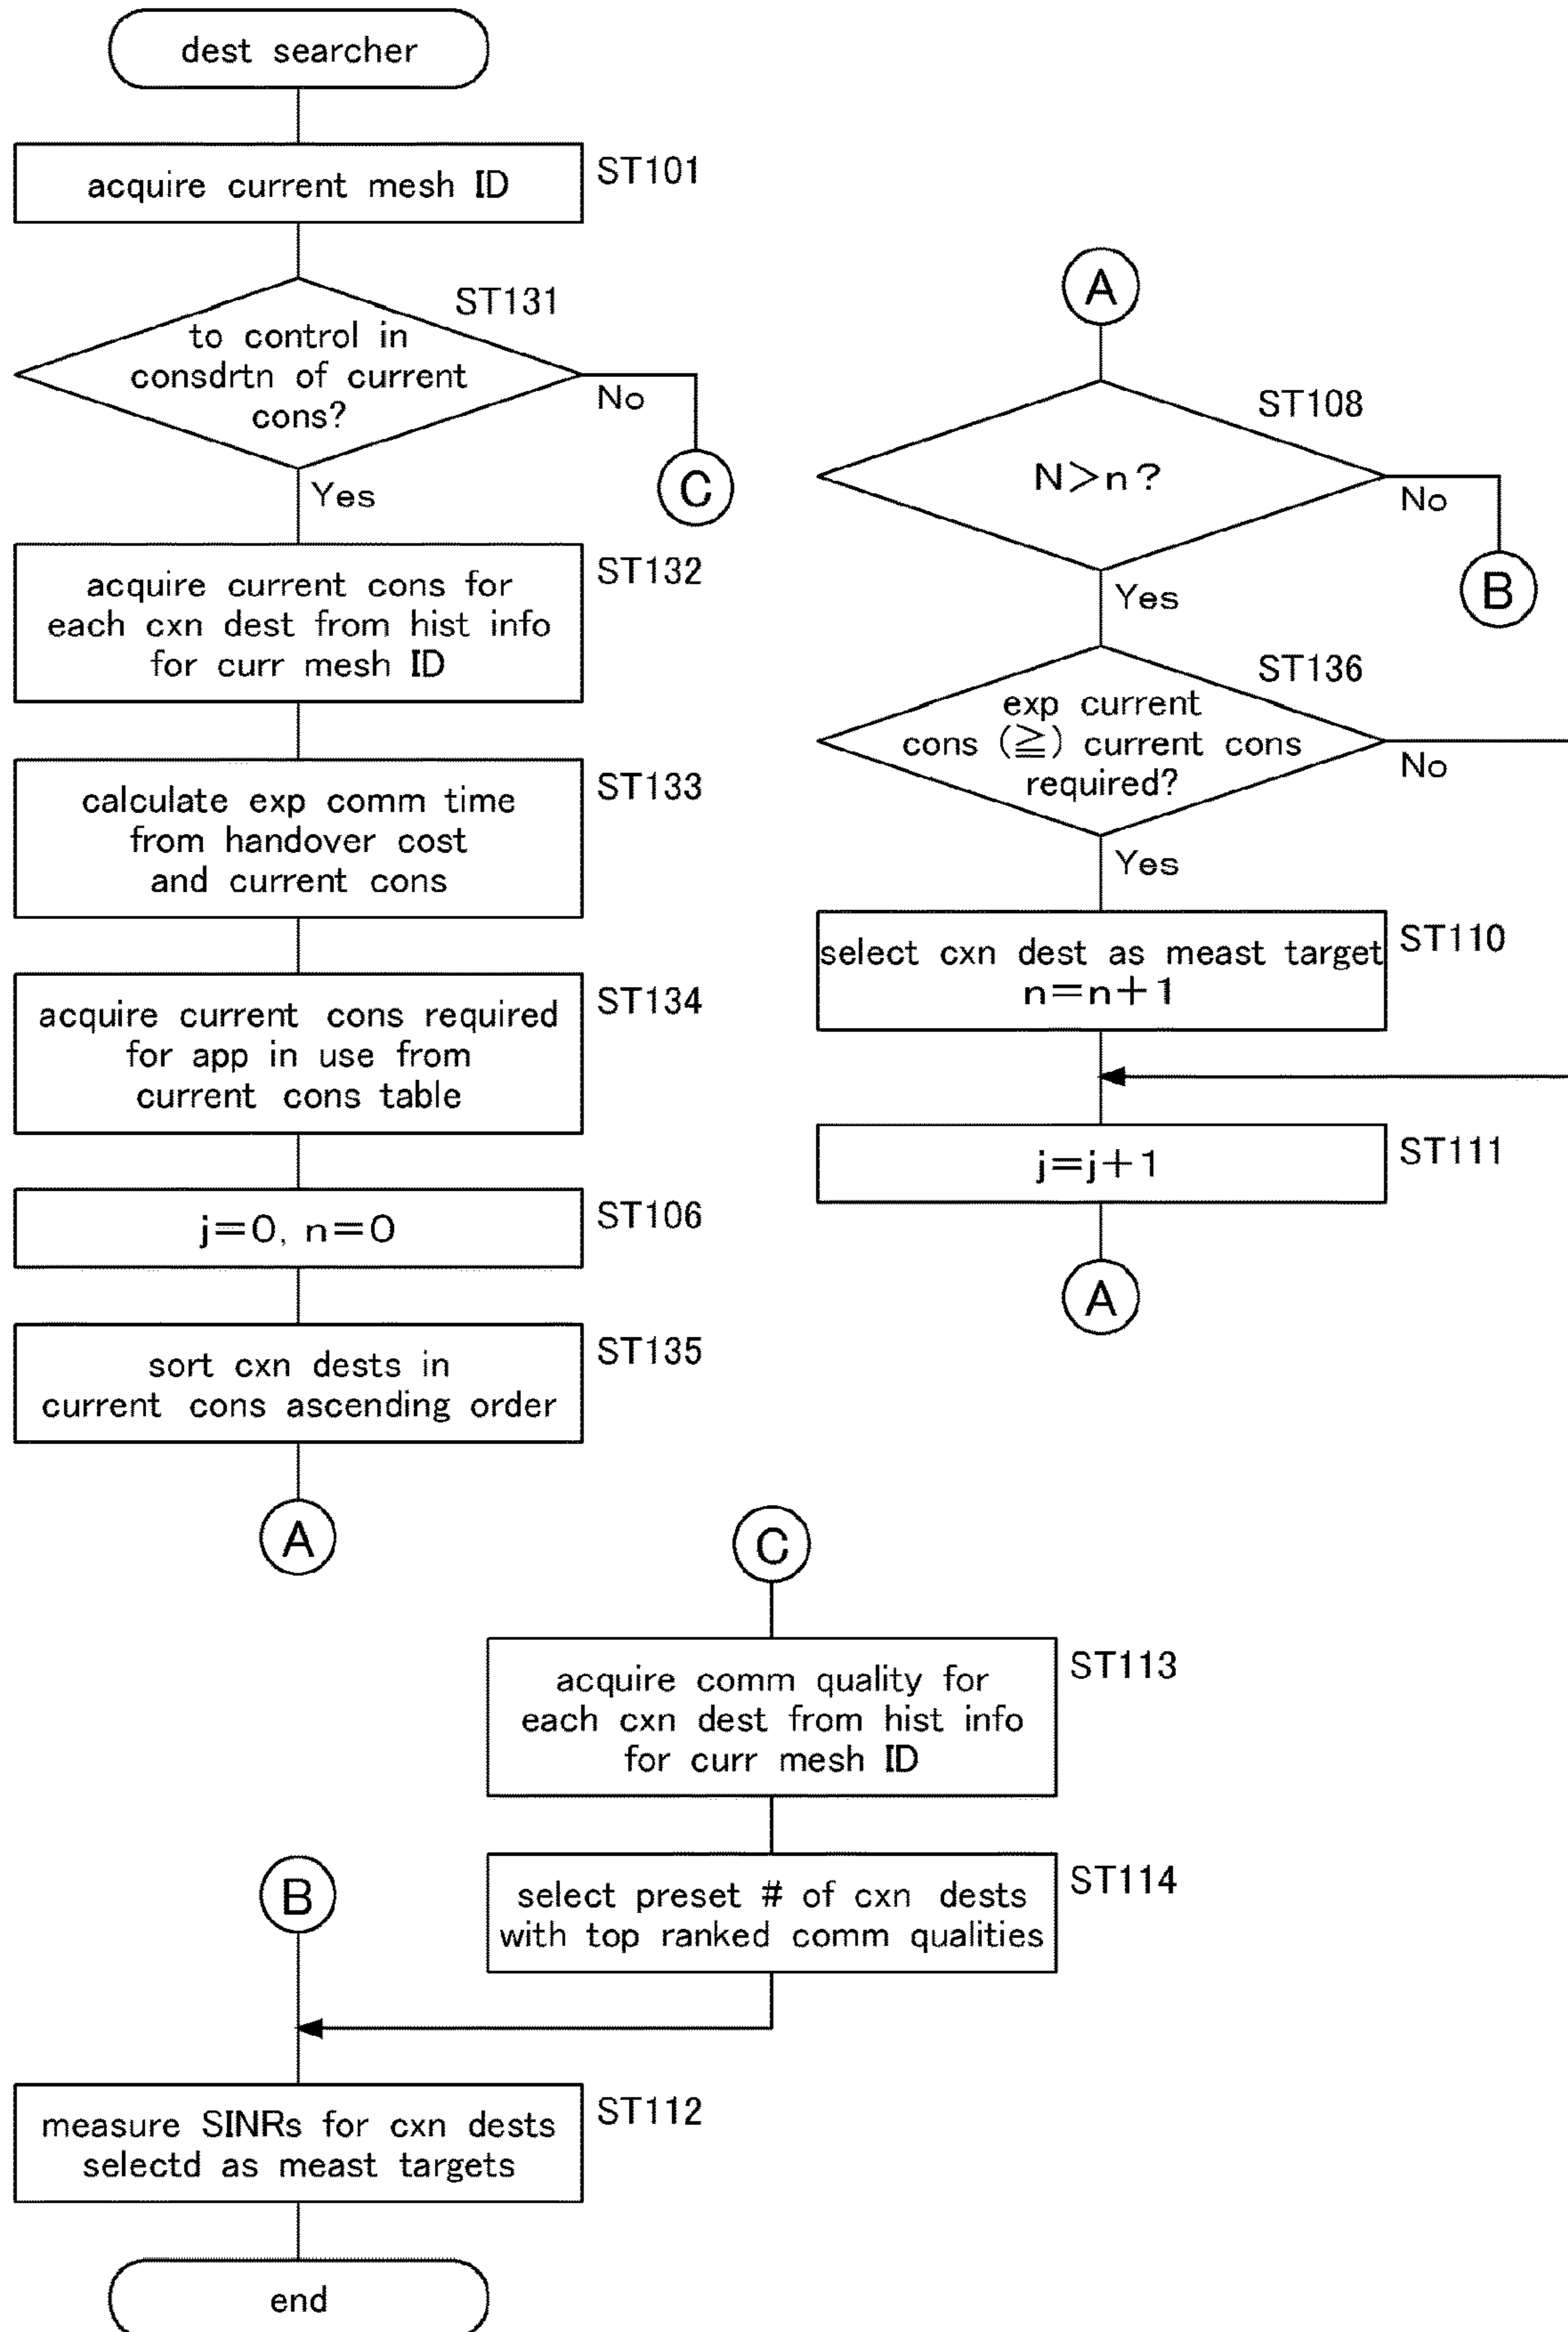 dest searcher
acquire current mesh ID
ST101
ST131
to control in
consdrtn of current
cons?
No
C
Yes
acquire current cons for
each cxn dest from hist info
for curr mesh ID
ST132
calculate exp comm time
from handover cost
and current cons
ST133
acquire current cons required
for app in use from
current cons table
ST134
j=0, n=0
ST106
sort cxn dests in
current cons ascending order
ST135
A
A
ST108
N>n?
No
B
Yes
ST136
exp current
cons (≧) current cons
required?
No
Yes
select cxn dest as meast target
n=n+1
ST110
j=j+1
ST111
A
C
acquire comm quality for
each cxn dest from hist info
for curr mesh ID
ST113
select preset # of cxn dests
with top ranked comm qualities
ST114
B
measure SINRs for cxn dests
selectd as meast targets
ST112
end